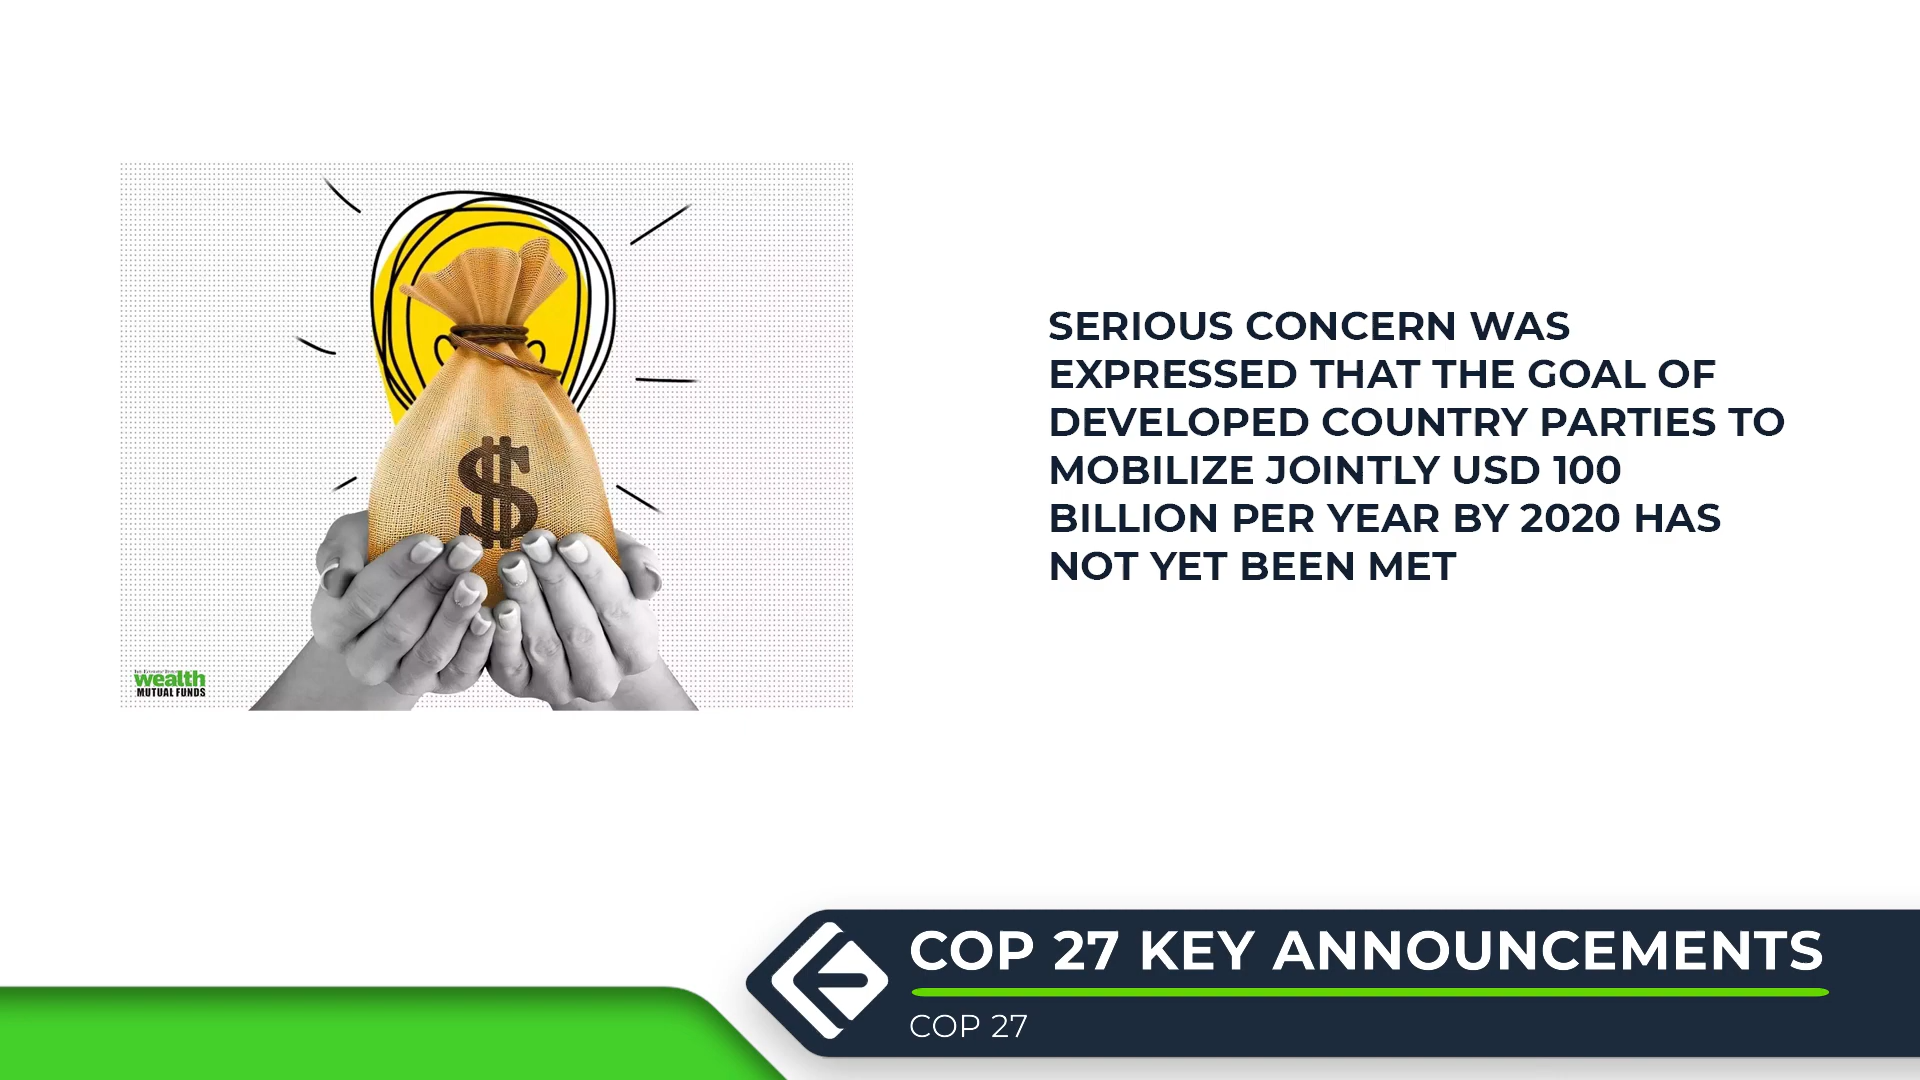 SERIOUS CONCERN WAS
EXPRESSED THAT THE GOAL OF
DEVELOPED COUNTRY PARTIES TO
MOBILIZE JOINTLY USD 100
BILLION PER YEAR BY 2020 HAS
NOT YET BEEN MET
$
wealth
MUTUAL FUNDS
COP 27 KEY ANNOUNCEMENTS
COP 27